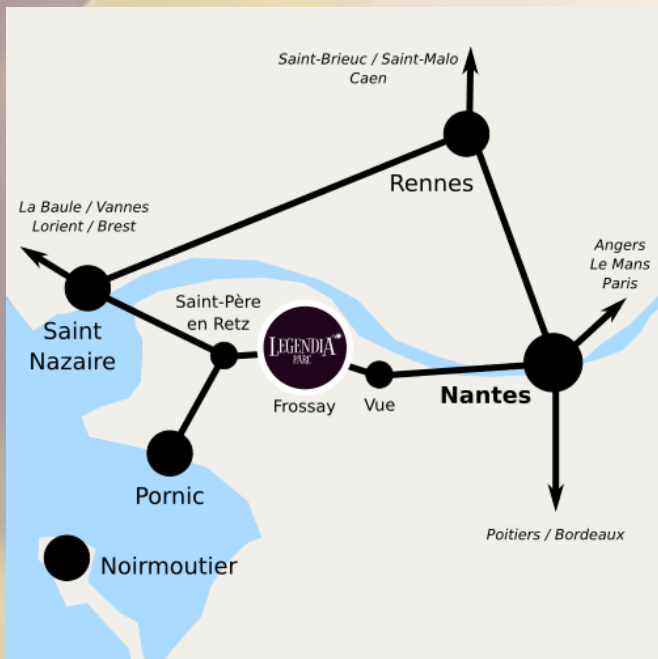 Saint-Brieuc / Saint-Malo
Caen
Rennes
La Baule / Vannes
Lorient / Brest
Angers
Le Mans
Paris
Saint-Père
en Retz
Saint
Nazaire
LEGENDIA
PARC
Frossay
Vue
Nantes
Pornic
Poitiers / Bordeaux
Noirmoutier